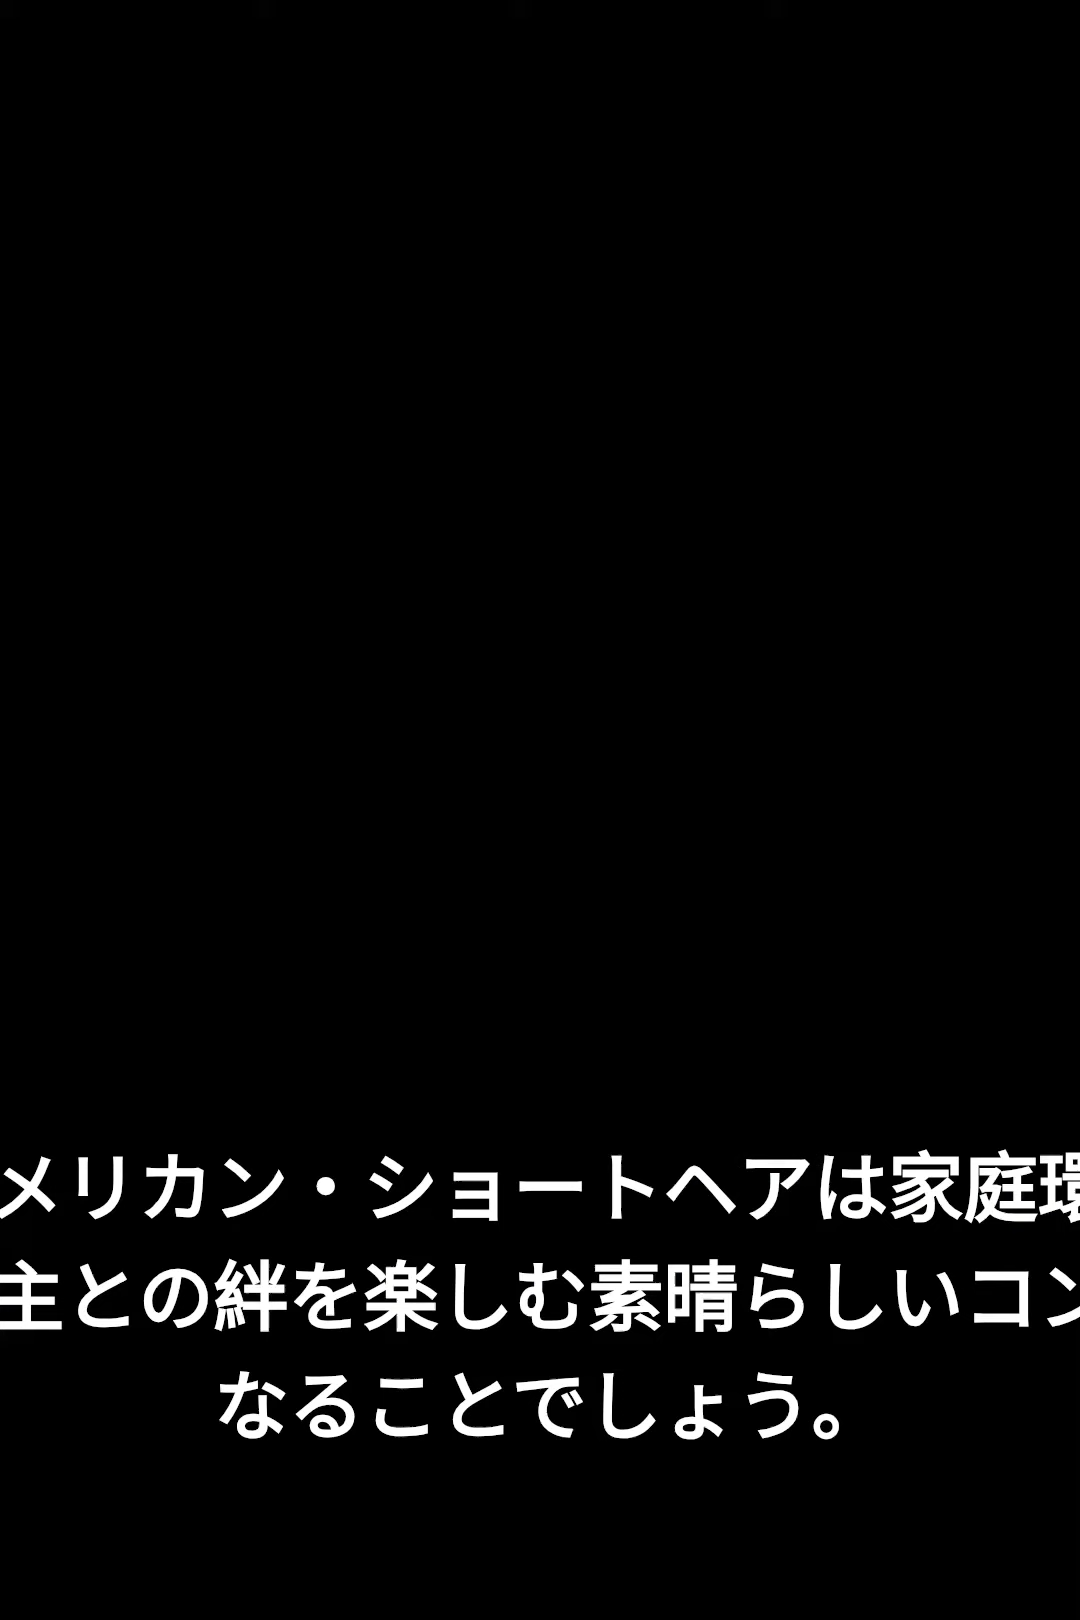 メリカン・ショートヘアは家庭環
主との絆を楽しむ素晴らしいコン
なることでしょう。